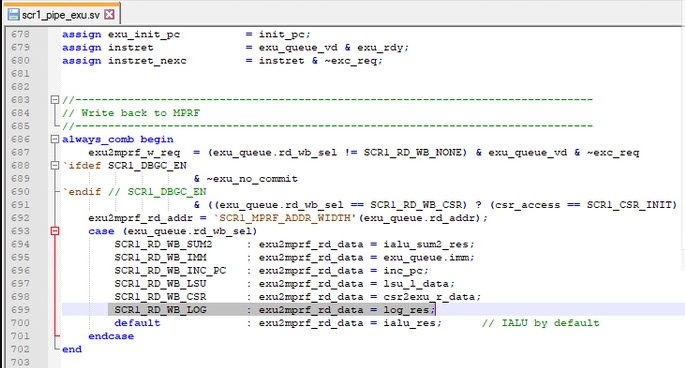 scr1_pipe_exu.sv
678 assign exu_init_pc = init_pc;
679 assign instret = exu_queue_vd & exu_rdy;
680 assign instret_nexc = instret & ~exc_req;
681
682
683 //-------------------------------------------------------------------------------
684 // Write back to MPRF
685 //-------------------------------------------------------------------------------
686 always_comb begin
687 exu2mprf_w_req = (exu_queue.rd_wb_sel != SCR1_RD_WB_NONE) & exu_queue_vd & ~exc_req
688 `ifdef SCR1_DBGC_EN
689 & ~exu_no_commit
690 `endif // SCR1_DBGC_EN
691 & ((exu_queue.rd_wb_sel == SCR1_RD_WB_CSR) ? (csr_access == SCR1_CSR_INIT)
692 exu2mprf_rd_addr = `SCR1_MPRF_ADDR_WIDTH'(exu_queue.rd_addr);
693 case (exu_queue.rd_wb_sel)
694 SCR1_RD_WB_SUM2 : exu2mprf_rd_data = ialu_sum2_res;
695 SCR1_RD_WB_IMM : exu2mprf_rd_data = exu_queue.imm;
696 SCR1_RD_WB_INC_PC : exu2mprf_rd_data = inc_pc;
697 SCR1_RD_WB_LSU : exu2mprf_rd_data = lsu_l_data;
698 SCR1_RD_WB_CSR : exu2mprf_rd_data = csr2exu_r_data;
699 SCR1_RD_WB_LOG : exu2mprf_rd_data = log_res;
700 default : exu2mprf_rd_data = ialu_res; // IALU by default
701 endcase
702 end
703